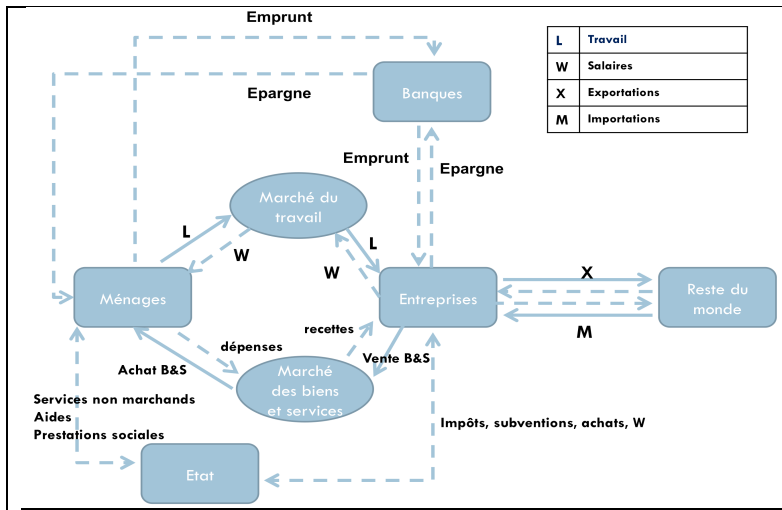 Emprunt
L Travail
W Salaires
X Exportations
M Importations
Epargne
Banques
Emprunt
Epargne
Marché du
travail
L
W
L
W
Ménages
Entreprises
X
M
Reste du
monde
recettes
dépenses
Achat B&S
Vente B&S
Marché
des biens
et services
Services non marchands
Aides
Prestations sociales
Impôts, subventions, achats, W
Etat